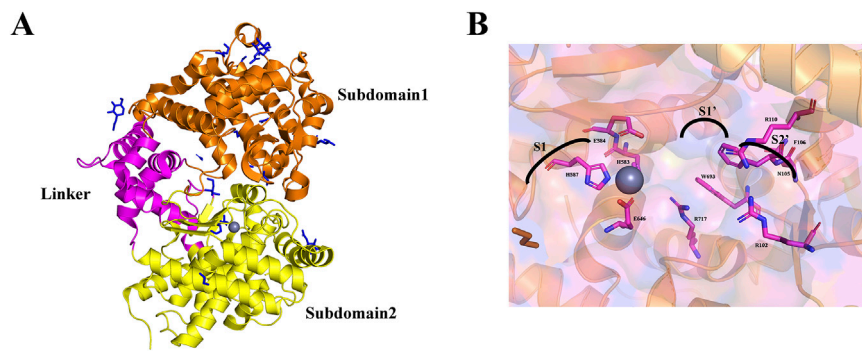 A
B
Subdomain1
Linker
Subdomain2
S1
S1'
S2'
E584
H583
H587
E646
W693
R717
R110
F106
N105
R102